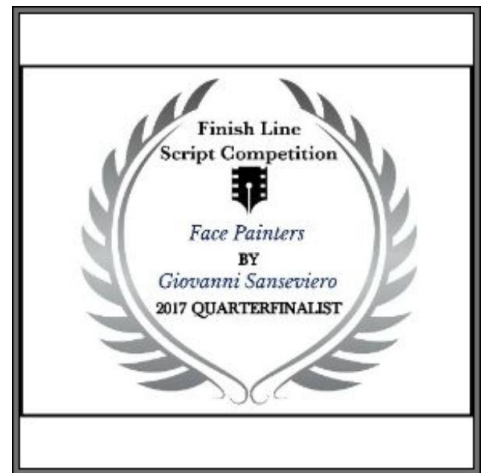 Finish Line
Script Competition
Face Painters
BY
Giovanni Sanseviero
2017 QUARTERFINALIST